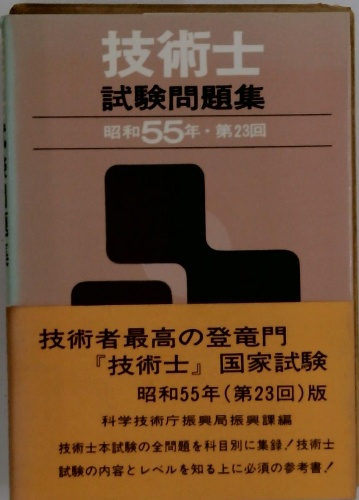 技術士
試験問題集
昭和55年・第23回
技術者最高の登竜門
『技術士』国家試験
昭和55年(第23回)版
科学技術庁振興局振興課編
技術士本試験の全問題を科目別に集録!技術士
試験の内容とレベルを知る上に必須の参考書!